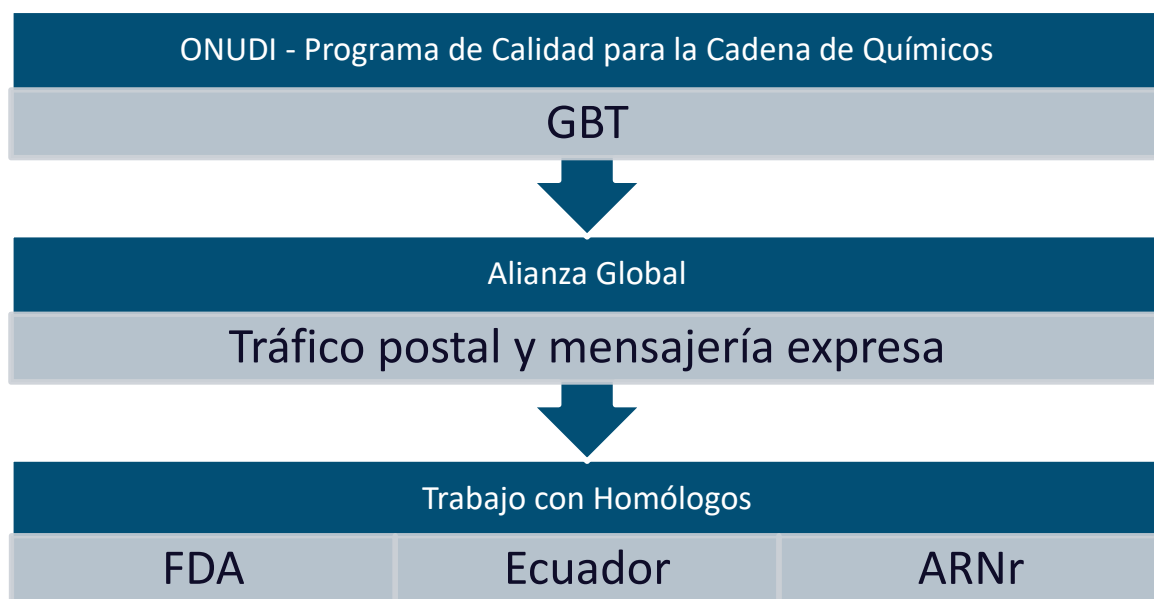 ONUDI - Programa de Calidad para la Cadena de Químicos
GBT
Alianza Global
Tráfico postal y mensajería expresa
Trabajo con Homólogos
FDA
Ecuador
ARNr